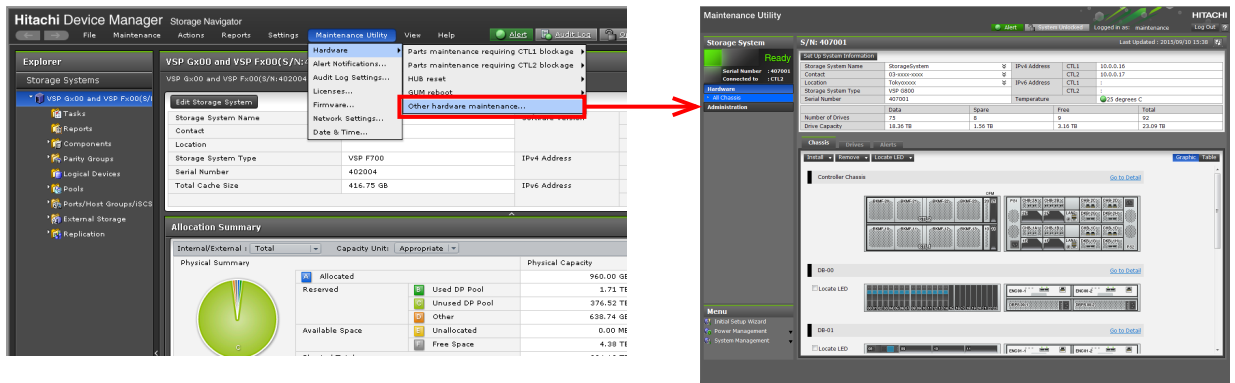 Hitachi Device Manager Storage Navigator
File Maintenance Actions Reports Settings Maintenance Utility View Help Alert Audit Log
Explorer
Storage Systems
VSP Gx00 and VSP Fx00(S/
Tasks
Reports
Components
Parity Groups
Logical Devices
Pools
Ports/Host Groups/iSCS
External Storage
Replication
Hardware
Alert Notifications...
Audit Log Settings...
Licenses...
Firmware...
Network Settings...
Date & Time...
Parts maintenance requiring CTL1 blockage
Parts maintenance requiring CTL2 blockage
HUB reset
GUM reboot
Other hardware maintenance...
VSP Gx00 and VSP Fx00(S/N:4
VSP Gx00 and VSP Fx00(S/N:402004
Edit Storage System
Storage System Name
Software Version
Contact
Location
Storage System Type VSP F700 IPv4 Address
Serial Number 402004
Total Cache Size 416.75 GB IPv6 Address
Allocation Summary
Internal/External : Total Capacity Unit: Appropriate
Physical Summary Physical Capacity
Allocated 960.00 GB
Reserved Used DP Pool 1.71 TB
Unused DP Pool 376.52 TB
Other 638.74 GB
Available Space Unallocated 0.00 MB
Free Space 4.38 TB
Maintenance Utility HITACHI
Alert System Unlocked Logged in as: maintenance Log Out
Storage System
Ready
Serial Number : 407001
Connected to : CTL2
Hardware
All Chassis
Administration
Menu
Initial Setup Wizard
Power Management
System Management
S/N: 407001 Last Updated : 2015/09/10 15:38
Set Up System Information
Storage System Name StorageSystem IPv4 Address CTL1 10.0.0.16
Contact 03-xxxx-xxxx CTL2 10.0.0.17
Location Tokyoxxxx IPv6 Address CTL1 :
Storage System Type VSP G800 CTL2 :
Serial Number 407001 Temperature 23 degrees C
Data Spare Free Total
Number of Drives 75 8 9 92
Drive Capacity 18.36 TB 1.56 TB 3.16 TB 23.09 TB
Chassis Drives Alerts
Install Remove Locate LED Graphic Table
Controller Chassis Go to Detail
DB-00 Go to Detail
Locate LED
DB-01 Go to Detail
Locate LED